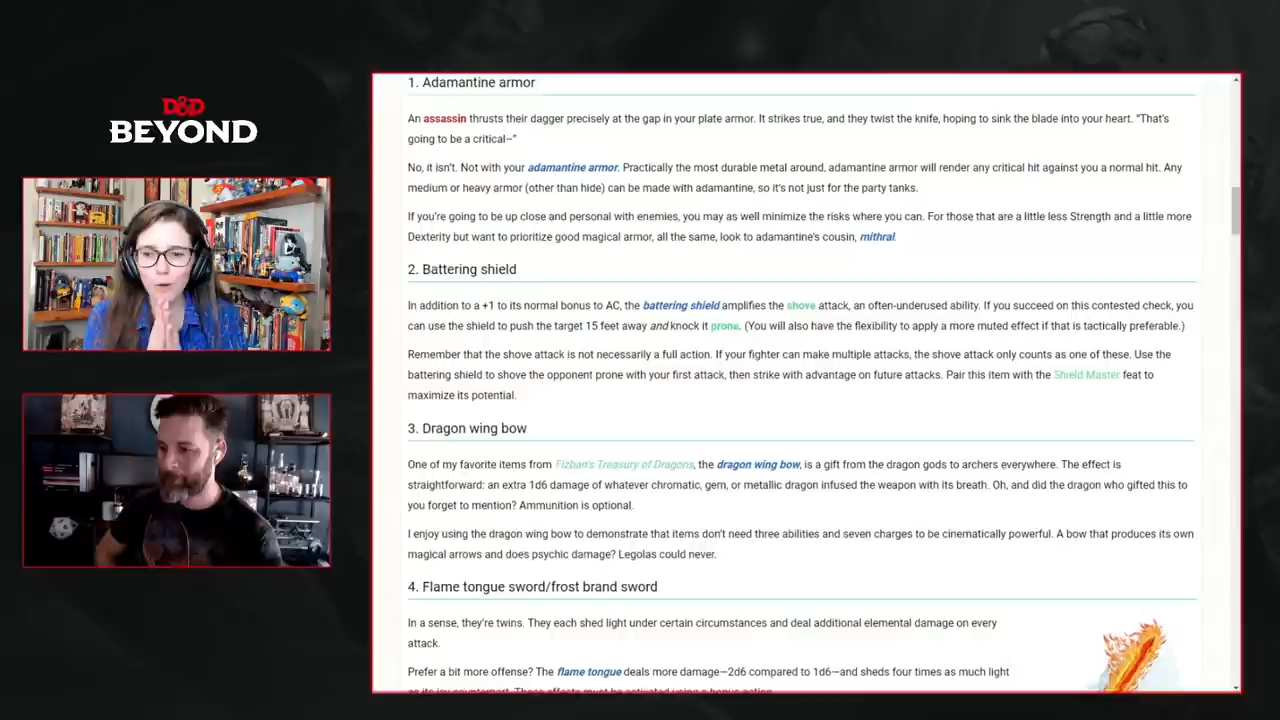 D&D
BEYOND
1. Adamantine armor
An assassin thrusts their dagger precisely at the gap in your plate armor. It strikes true, and they twist the knife, hoping to sink the blade into your heart. “That’s
going to be a critical–”
No, it isn’t. Not with your adamantine armor. Practically the most durable metal around, adamantine armor will render any critical hit against you a normal hit. Any
medium or heavy armor (other than hide) can be made with adamantine, so it’s not just for the party tanks.
If you’re going to be up close and personal with enemies, you may as well minimize the risks where you can. For those that are a little less Strength and a little more
Dexterity but want to prioritize good magical armor, all the same, look to adamantine’s cousin, mithral.
2. Battering shield
In addition to a +1 to its normal bonus to AC, the battering shield amplifies the shove attack, an often-underused ability. If you succeed on this contested check, you
can use the shield to push the target 15 feet away and knock it prone. (You will also have the flexibility to apply a more muted effect if that is tactically preferable.)
Remember that the shove attack is not necessarily a full action. If your fighter can make multiple attacks, the shove attack only counts as one of these. Use the
battering shield to shove the opponent prone with your first attack, then strike with advantage on future attacks. Pair this item with the Shield Master feat to
maximize its potential.
3. Dragon wing bow
One of my favorite items from Fizban’s Treasury of Dragons, the dragon wing bow, is a gift from the dragon gods to archers everywhere. The effect is
straightforward: an extra 1d6 damage of whatever chromatic, gem, or metallic dragon infused the weapon with its breath. Oh, and did the dragon who gifted this to
you forget to mention? Ammunition is optional.
I enjoy using the dragon wing bow to demonstrate that items don’t need three abilities and seven charges to be cinematically powerful. A bow that produces its own
magical arrows and does psychic damage? Legolas could never.
4. Flame tongue sword/frost brand sword
In a sense, they’re twins. They each shed light under certain circumstances and deal additional elemental damage on every
attack.
Prefer a bit more offense? The flame tongue deals more damage—2d6 compared to 1d6—and sheds four times as much light
as its icy counterpart. These effects must be activated using a bonus action.